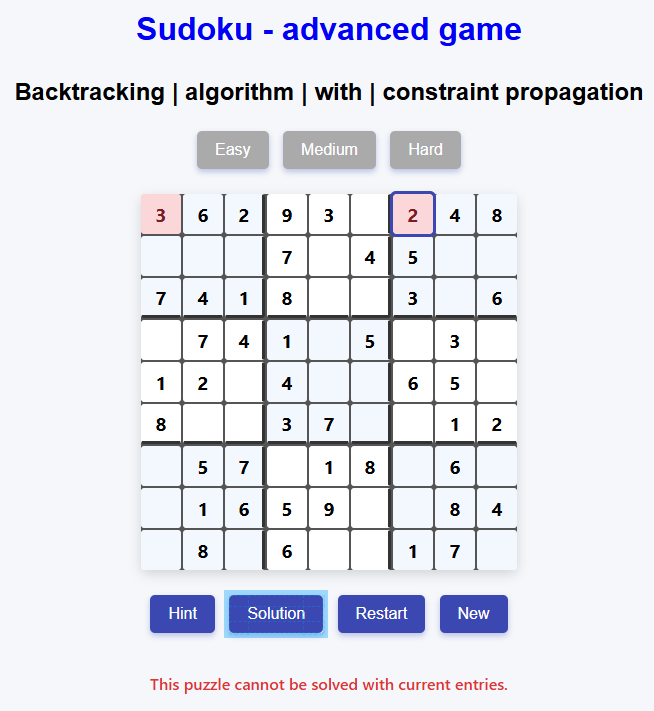 Sudoku - advanced game
Backtracking | algorithm | with | constraint propagation
Easy Medium Hard
3 6 2 9 3 2 4 8
7 4 5
7 4 1 8 3 6
7 4 1 5 3
1 2 4 6 5
8 3 7 1 2
5 7 1 8 6
1 6 5 9 8 4
8 6 1 7
Hint Solution Restart New
This puzzle cannot be solved with current entries.